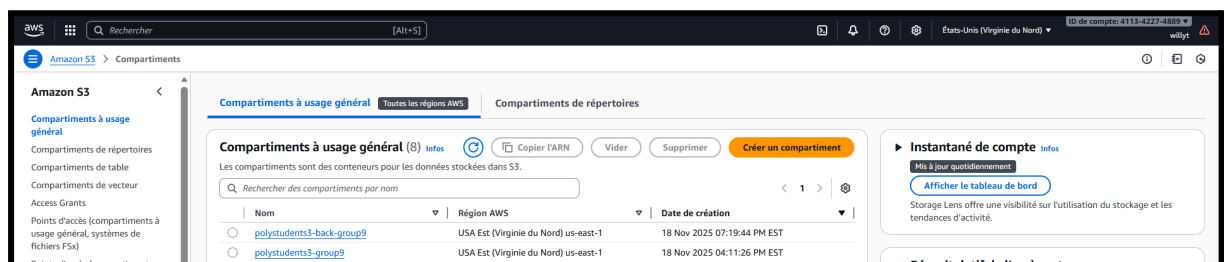 aws
Rechercher
[Alt+S]
États-Unis (Virginie du Nord) ▼
ID de compte: 4113-4227-4889 ▼
willyt
Amazon S3 > Compartiments
Amazon S3
Compartiments à usage
général
Compartiments de répertoires
Compartiments de table
Compartiments de vecteur
Access Grants
Points d'accès (compartiments à
usage général, systèmes de
fichiers FSx)
Compartiments à usage général Toutes les régions AWS
Compartiments de répertoires
Compartiments à usage général (8) Infos
Copier l'ARN
Vider
Supprimer
Créer un compartiment
Les compartiments sont des conteneurs pour les données stockées dans S3.
Rechercher des compartiments par nom
< 1 >
Nom
Région AWS
Date de création
polystudents3-back-group9
USA Est (Virginie du Nord) us-east-1
18 Nov 2025 07:19:44 PM EST
polystudents3-group9
USA Est (Virginie du Nord) us-east-1
18 Nov 2025 04:11:26 PM EST
Instantané de compte Infos
Mis à jour quotidiennement
Afficher le tableau de bord
Storage Lens offre une visibilité sur l'utilisation du stockage et les
tendances d'activité.